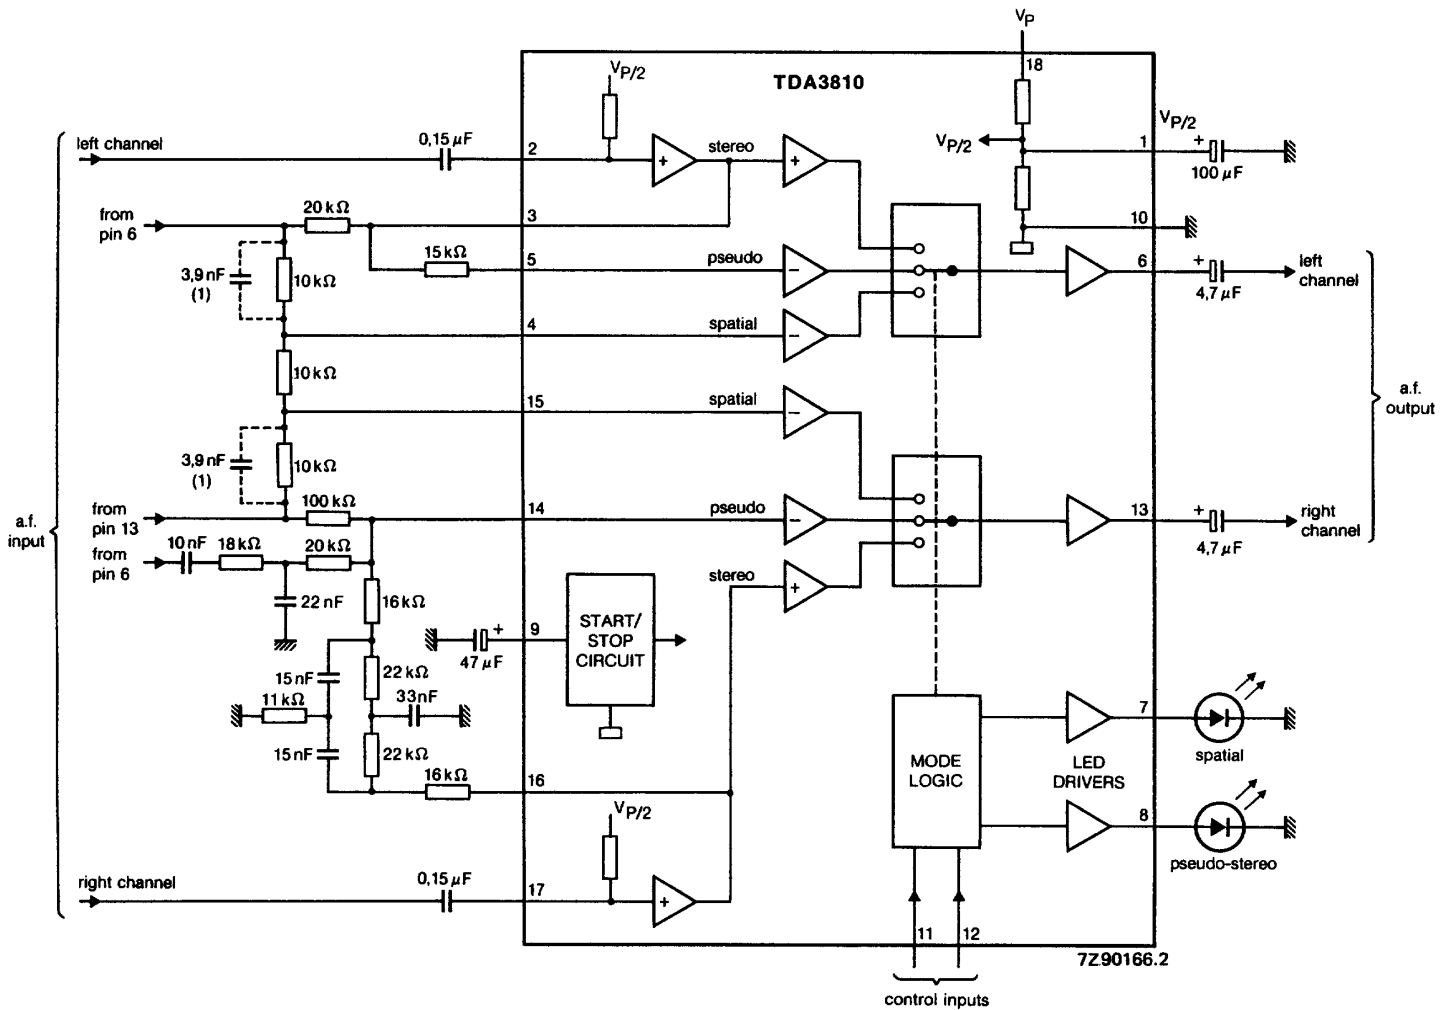 V_P
18
TDA3810
V_P/2
V_P/2
V_P/2
left channel
0,15 µF
2
stereo
+
+
1
+
100 µF
from
pin 6
20 kΩ
3
10
3,9 nF
(1)
10 kΩ
15 kΩ
5
pseudo
−
6
+
4,7 µF
left
channel
4
spatial
−
10 kΩ
15
spatial
−
a.f.
output
3,9 nF
(1)
10 kΩ
a.f.
input
from
pin 13
100 kΩ
14
pseudo
−
13
+
4,7 µF
right
channel
from
pin 6
10 nF
18 kΩ
20 kΩ
stereo
+
22 nF
16 kΩ
+
47 µF
9
START/
STOP
CIRCUIT
15 nF
22 kΩ
11 kΩ
33 nF
15 nF
22 kΩ
16 kΩ
16
MODE
LOGIC
LED
DRIVERS
7
spatial
8
pseudo-stereo
V_P/2
right channel
0,15 µF
17
+
11
12
7Z90166.2
control inputs